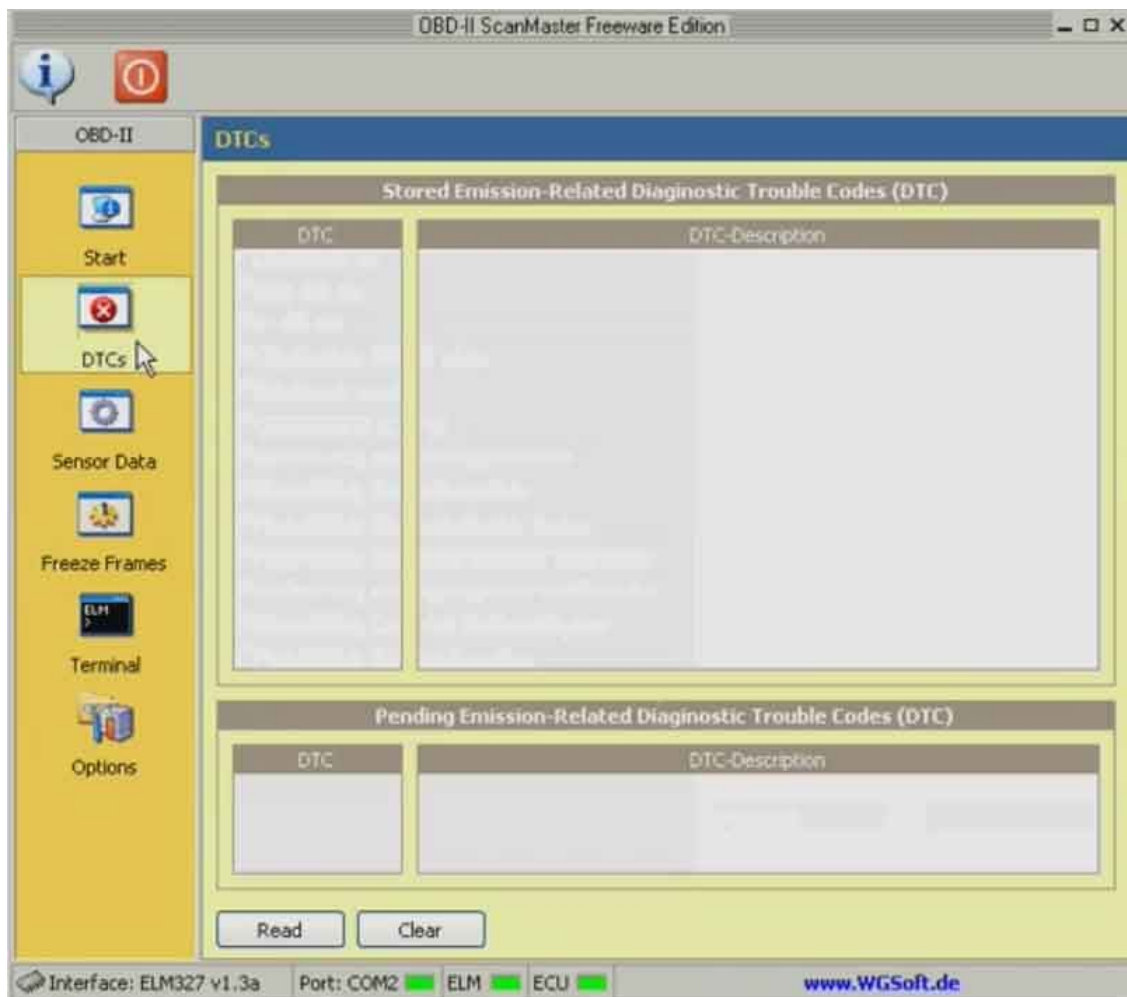 OBD-II ScanMaster Freeware Edition
OBD-II
Start
DTCs
Sensor Data
Freeze Frames
ELM
>
Terminal
Options
DTCs
Stored Emission-Related Diagnostic Trouble Codes (DTC)
DTC DTC-Description
Pending Emission-Related Diagnostic Trouble Codes (DTC)
DTC DTC-Description
Read Clear
Interface: ELM327 v1.3a Port: COM2 ELM ECU www.WGSoft.de